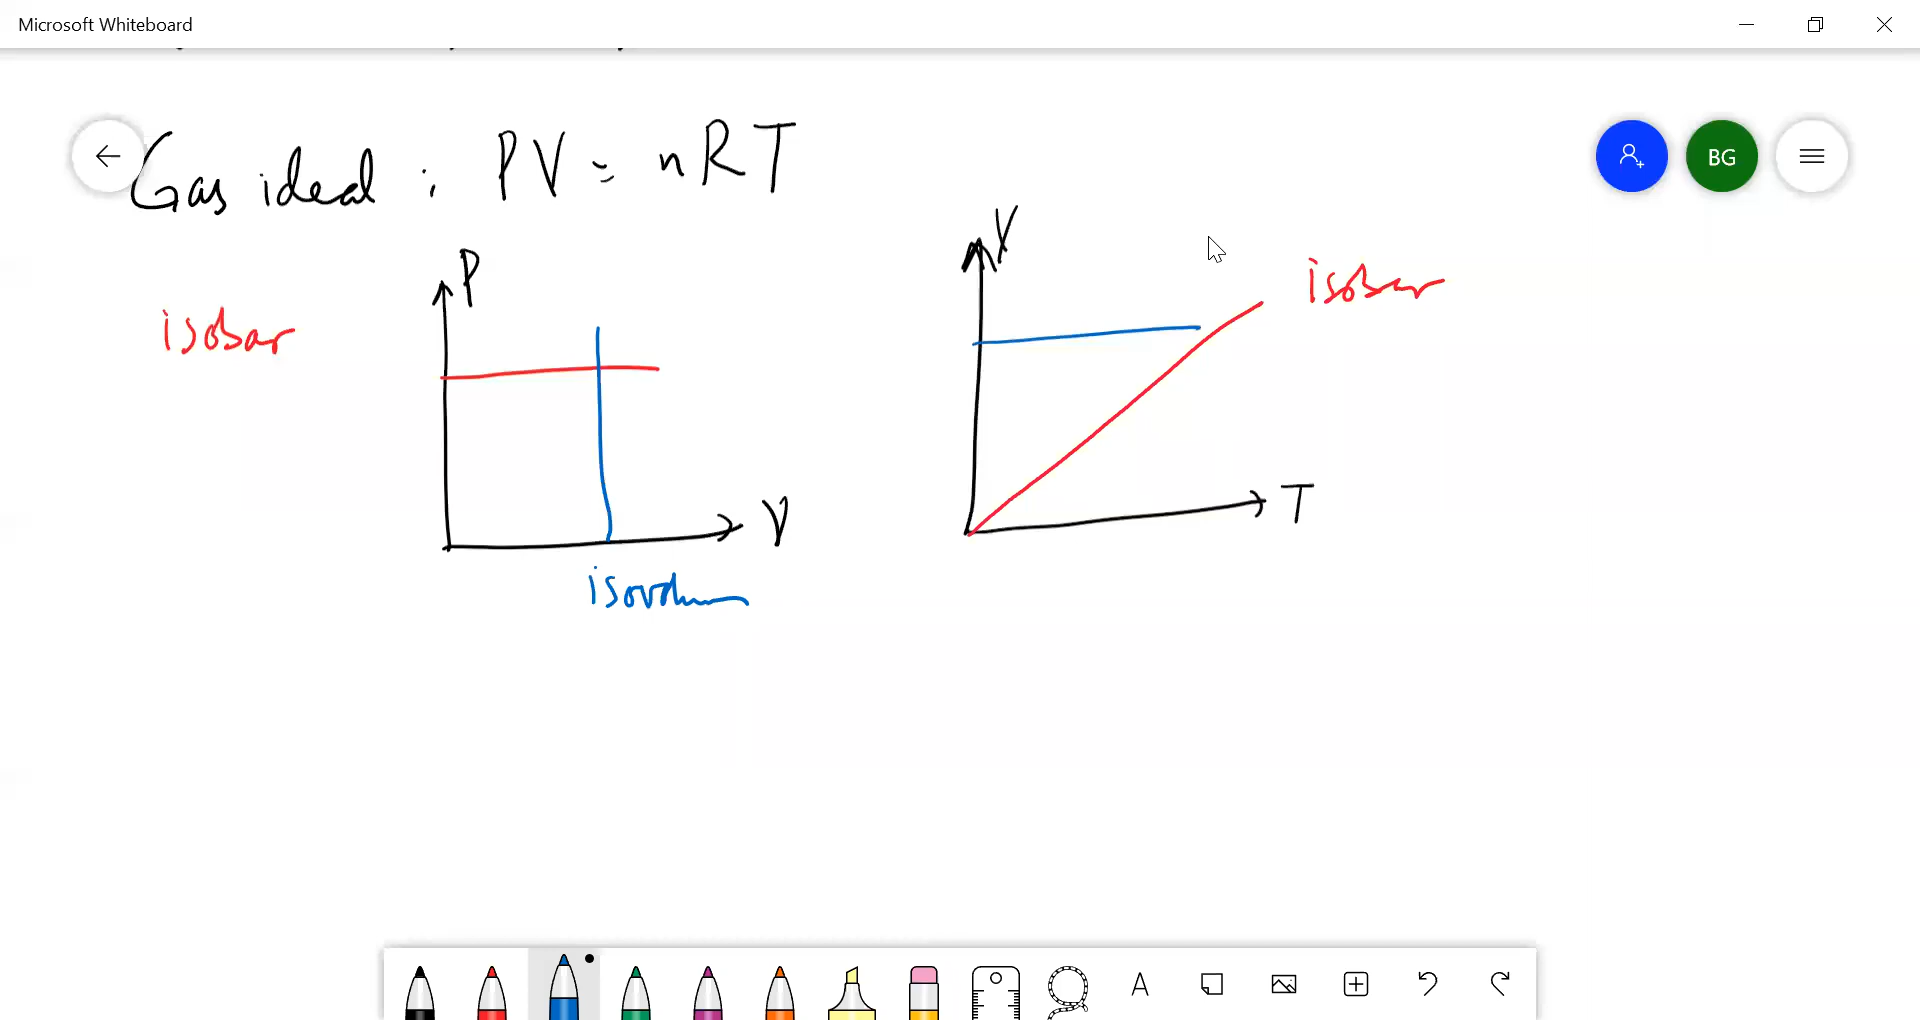 Microsoft Whiteboard
Gas ideal : PV = nRT
BG
P
V
isobar
isobar
V
T
isovolum
A